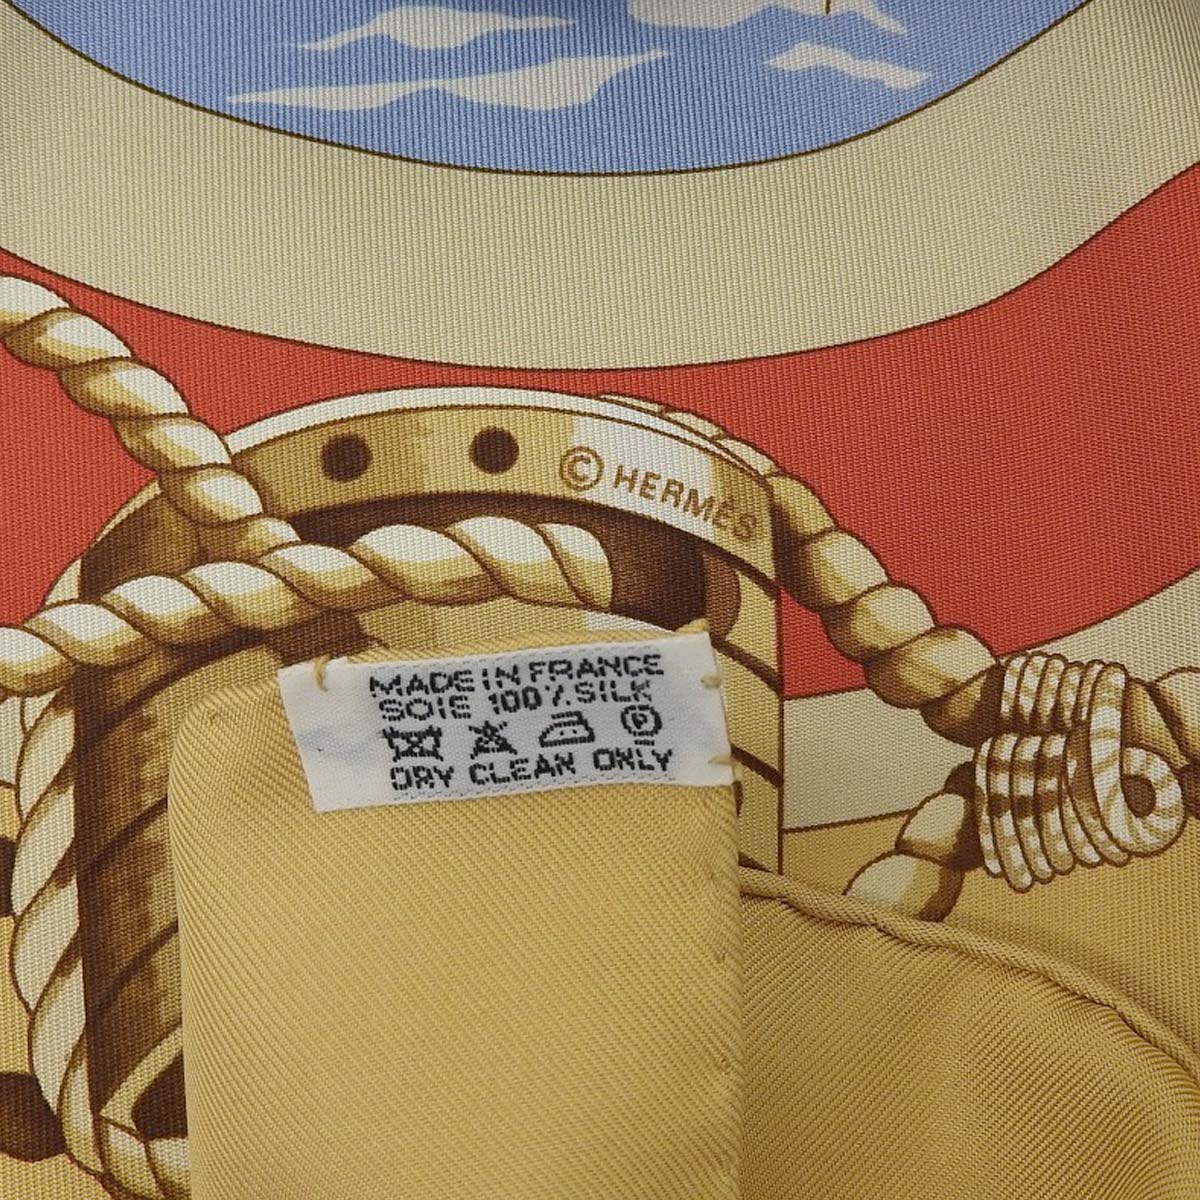 © HERMÈS
MADE IN FRANCE
SOIE 100% SILK
DRY CLEAN ONLY